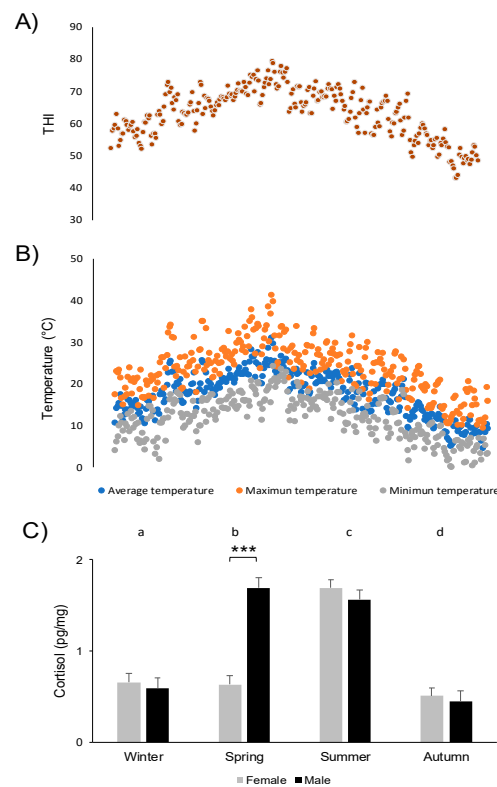 A)
90
80
70
60
50
40
30
THI
B)
50
40
30
20
10
0
Temperature (°C)
Average temperature Maximun temperature Minimun temperature
C)
a b c d
***
2
1
0
Cortisol (pg/mg)
Winter Spring Summer Autumn
Female Male